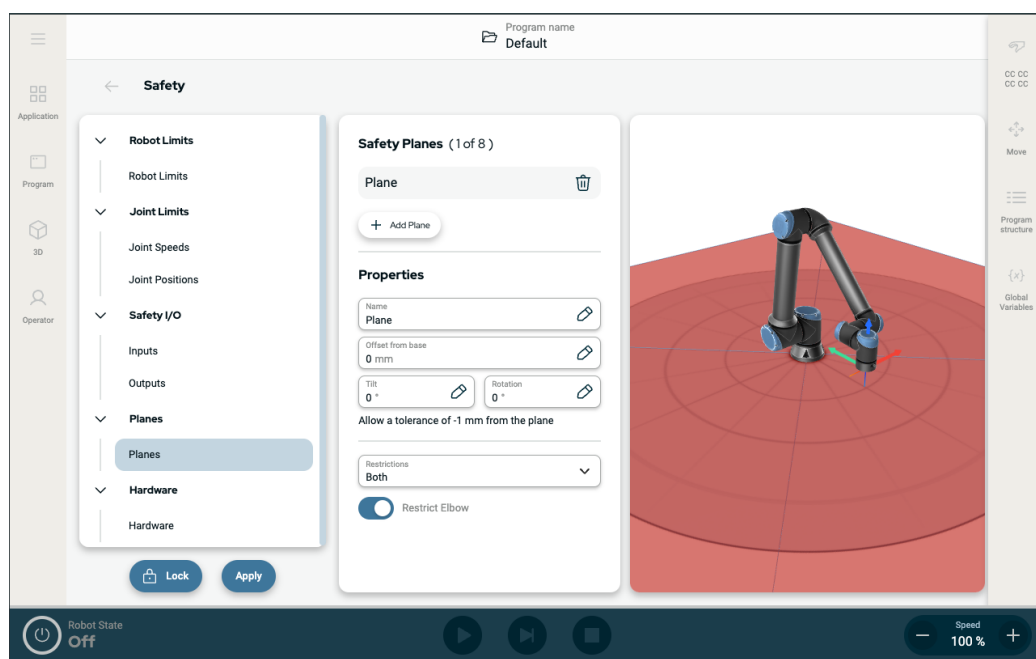 Program name
Default
CC CC
CC CC
Safety
Application
Program
3D
Operator
Robot Limits
Robot Limits
Joint Limits
Joint Speeds
Joint Positions
Safety I/O
Inputs
Outputs
Planes
Planes
Hardware
Hardware
Lock
Apply
Safety Planes (1 of 8)
Plane
+ Add Plane
Properties
Name
Plane
Offset from base
0 mm
Tilt
0 °
Rotation
0 °
Allow a tolerance of -1 mm from the plane
Restrictions
Both
Restrict Elbow
Move
Program
structure
{x}
Global
Variables
Robot State
Off
Speed
100 %